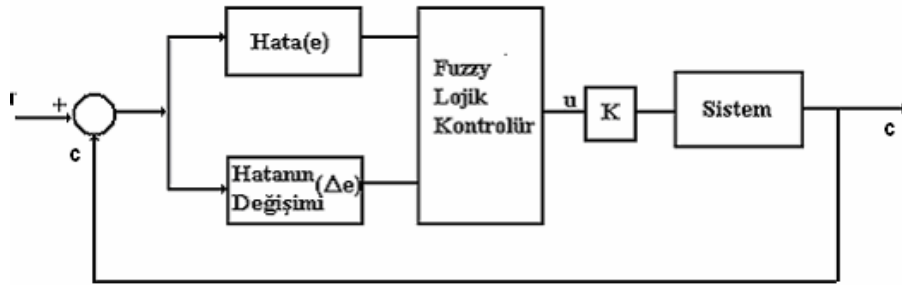 Hata(e)
r
+
c
Hatanın (Δe)
Değişimi
Fuzzy
Lojik
Kontrolür
u
K
Sistem
c